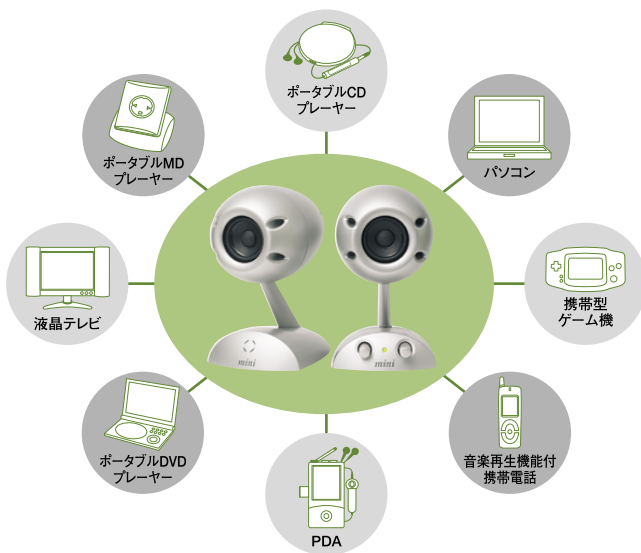 ポータブルCD
プレーヤー
ポータブルMD
プレーヤー
パソコン
液晶テレビ
携帯型
ゲーム機
mini
mini
ポータブルDVD
プレーヤー
音楽再生機能付
携帯電話
PDA